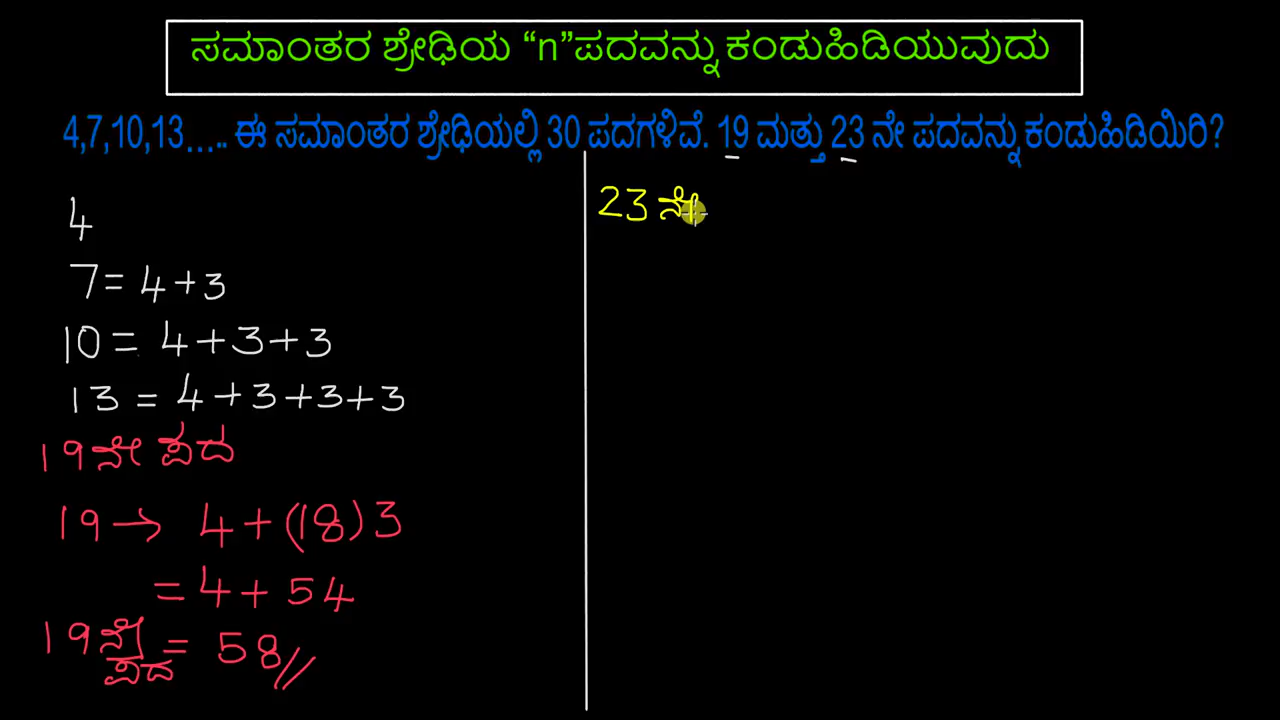 ಸಮಾಂತರ ಶ್ರೇಢಿಯ “n”ಪದವನ್ನು ಕಂಡುಹಿಡಿಯುವುದು
4,7,10,13..... ಈ ಸಮಾಂತರ ಶ್ರೇಢಿಯಲ್ಲಿ 30 ಪದಗಳಿವೆ. 19 ಮತ್ತು 23 ನೇ ಪದವನ್ನು ಕಂಡುಹಿಡಿಯಿರಿ?
4
7 = 4 + 3
10 = 4 + 3 + 3
13 = 4 + 3 + 3 + 3
19ನೇ ಪದ
19 → 4 + (18) 3
= 4 + 54
19ನೇ ಪದ = 58 //
23 ನೇ